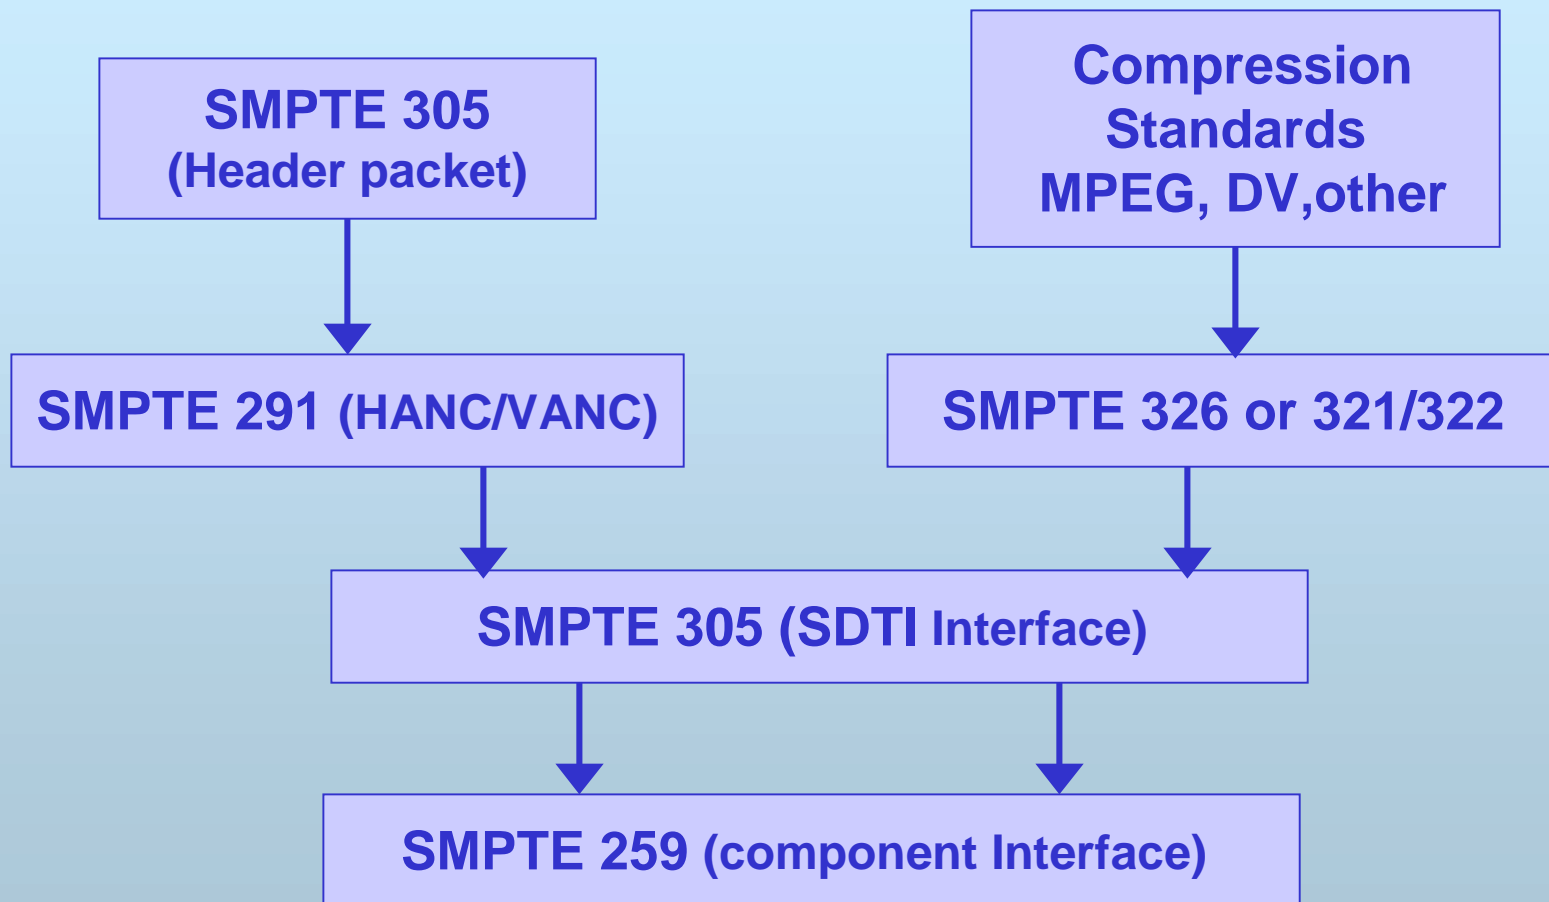 SMPTE 305
(Header packet)
Compression
Standards
MPEG, DV,other
SMPTE 291 (HANC/VANC)
SMPTE 326 or 321/322
SMPTE 305 (SDTI Interface)
SMPTE 259 (component Interface)